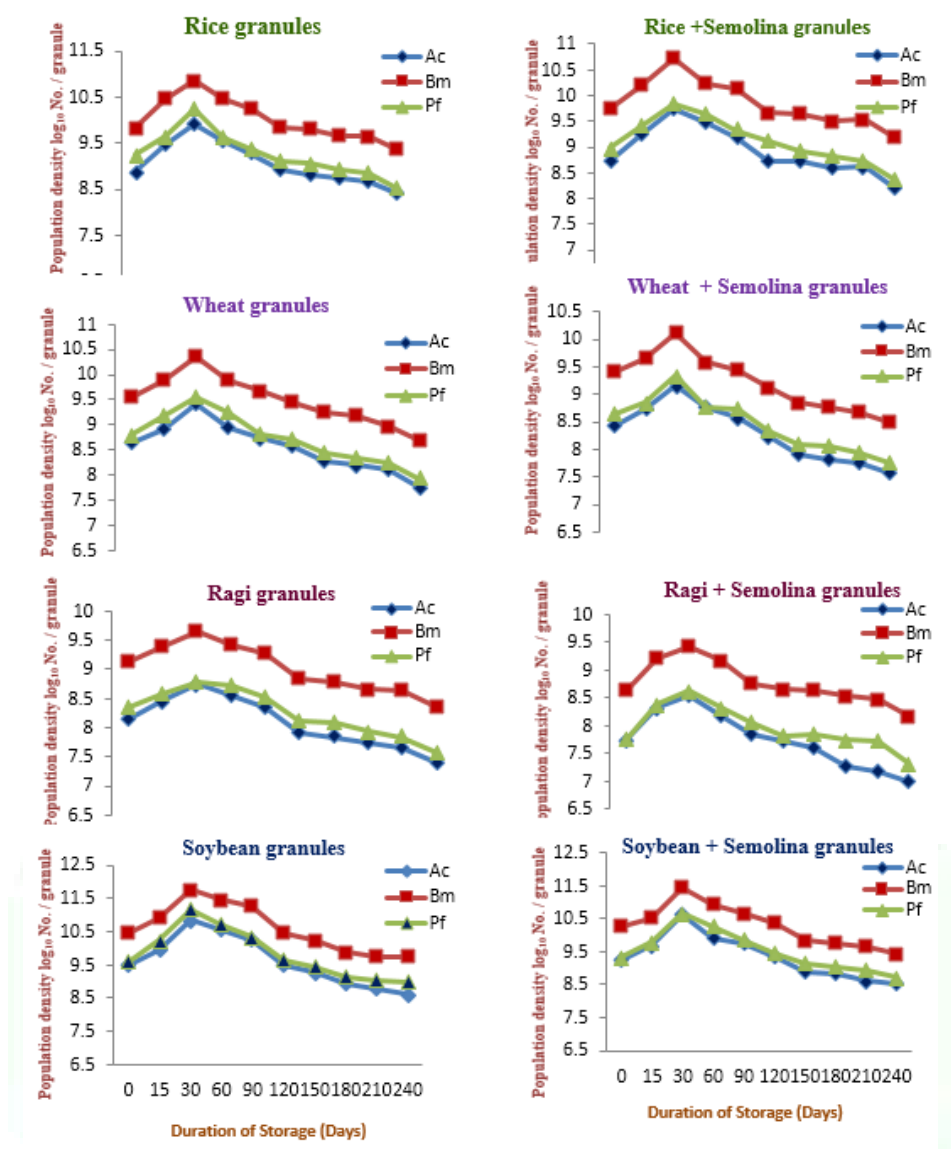 Rice granules
Population density log₁₀ No. / granule
11.5
10.5
9.5
8.5
7.5
Ac
Bm
Pf
Rice +Semolina granules
ulation density log₁₀ No. / granule
11
10.5
10
9.5
9
8.5
8
7.5
7
Ac
Bm
Pf
Wheat granules
Population density log₁₀ No. / granule
11
10.5
10
9.5
9
8.5
8
7.5
7
6.5
Ac
Bm
Pf
Wheat + Semolina granules
Population density log₁₀ No. / granule
10.5
10
9.5
9
8.5
8
7.5
7
6.5
Ac
Bm
Pf
Ragi granules
Population density log₁₀ No. / granule
10
9.5
9
8.5
8
7.5
7
6.5
Ac
Bm
Pf
Ragi + Semolina granules
opulation density log₁₀ No. / granule
10
9.5
9
8.5
8
7.5
7
6.5
Ac
Bm
Pf
Soybean granules
Population density log₁₀ No. / granule
12.5
11.5
10.5
9.5
8.5
7.5
6.5
Ac
Bm
Pf
0 15 30 60 90 120150180210240
Duration of Storage (Days)
Soybean + Semolina granules
Population density log₁₀ No. / granule
12.5
11.5
10.5
9.5
8.5
7.5
6.5
Ac
Bm
Pf
0 15 30 60 90 120150180210240
Duration of Storage (Days)